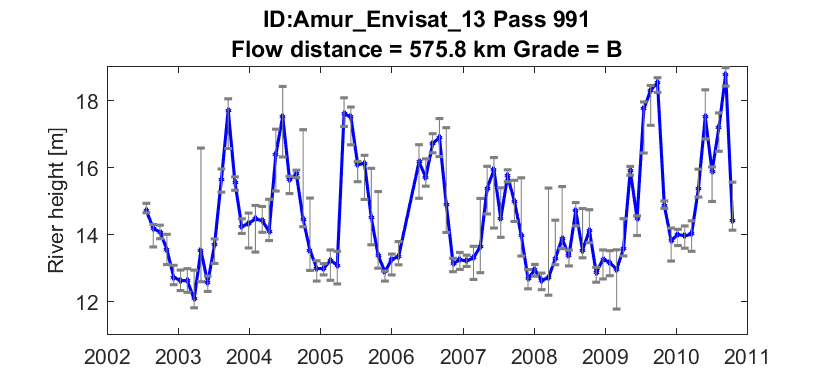 ID:Amur_Envisat_13 Pass 991
Flow distance = 575.8 km Grade = B
River height [m]
18
16
14
12
2002 2003 2004 2005 2006 2007 2008 2009 2010 2011